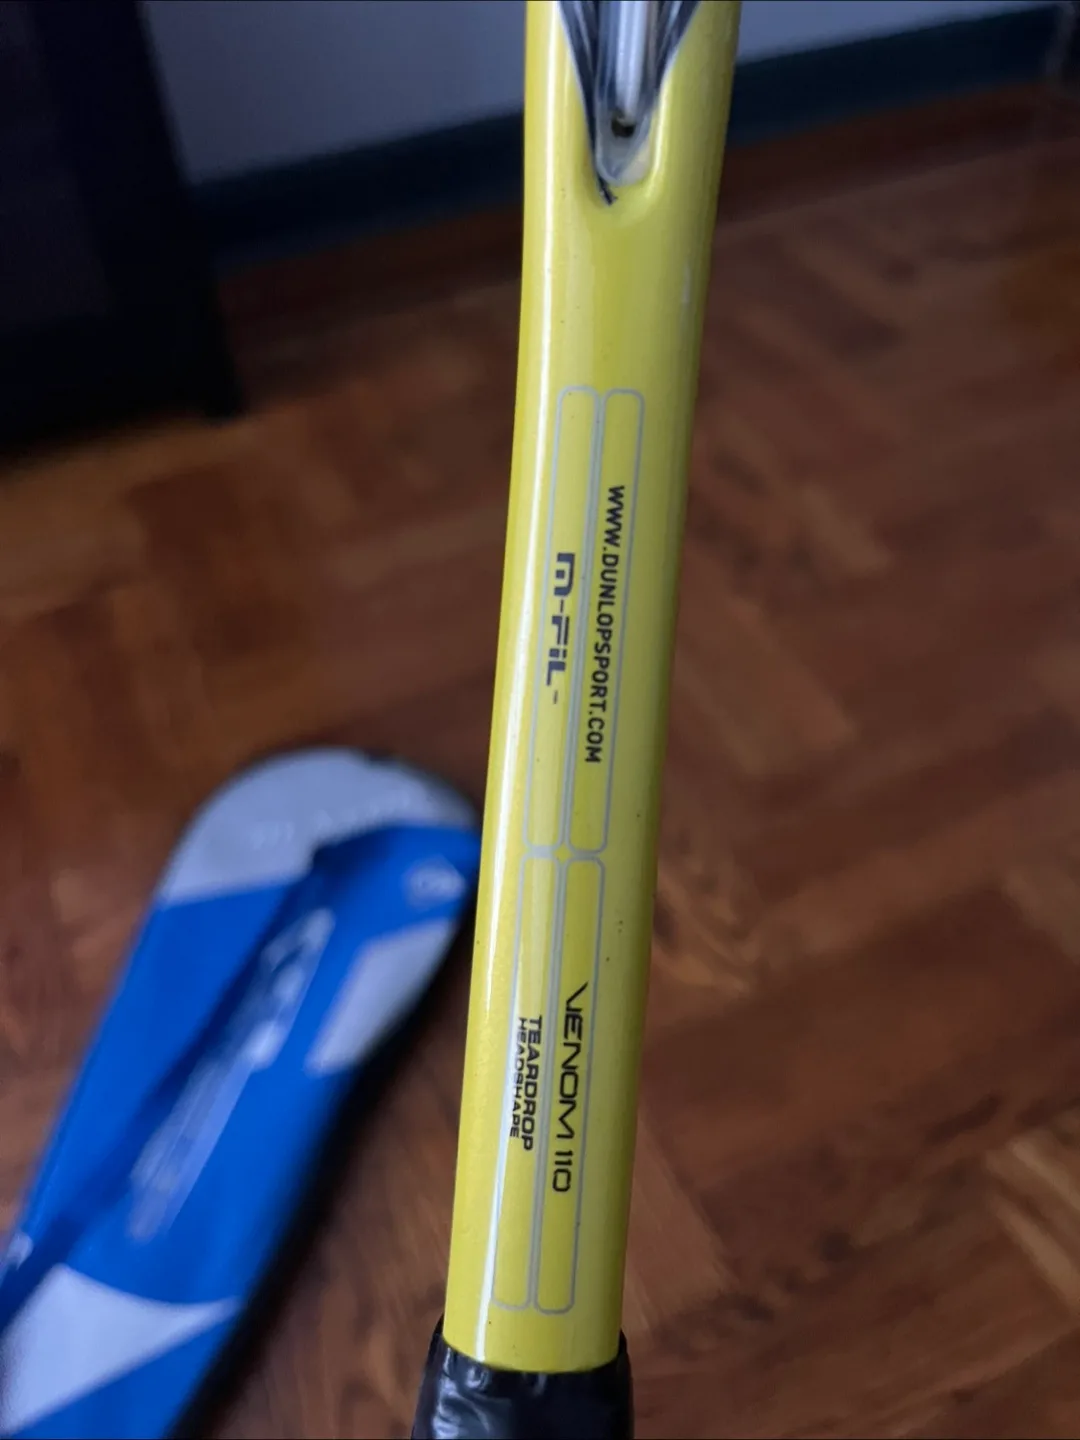 WWW.DUNLOPSPORT.COM
M-FIL
VENOM 110
TEARDROP
HEADSHAPE